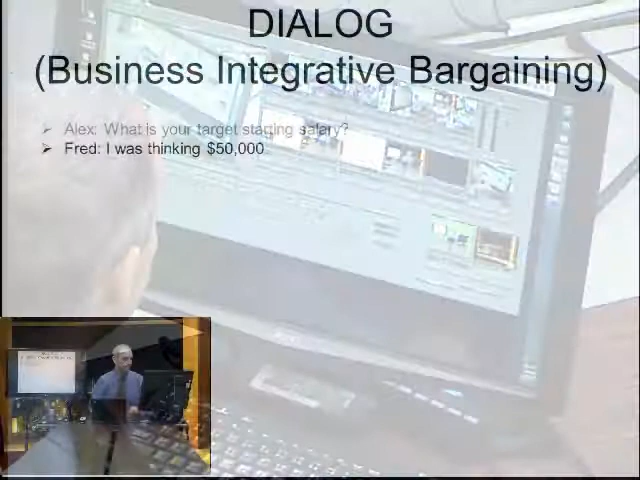 DIALOG
(Business Integrative Bargaining)
➢ Alex: What is your target starting salary?
➢ Fred: I was thinking $50,000